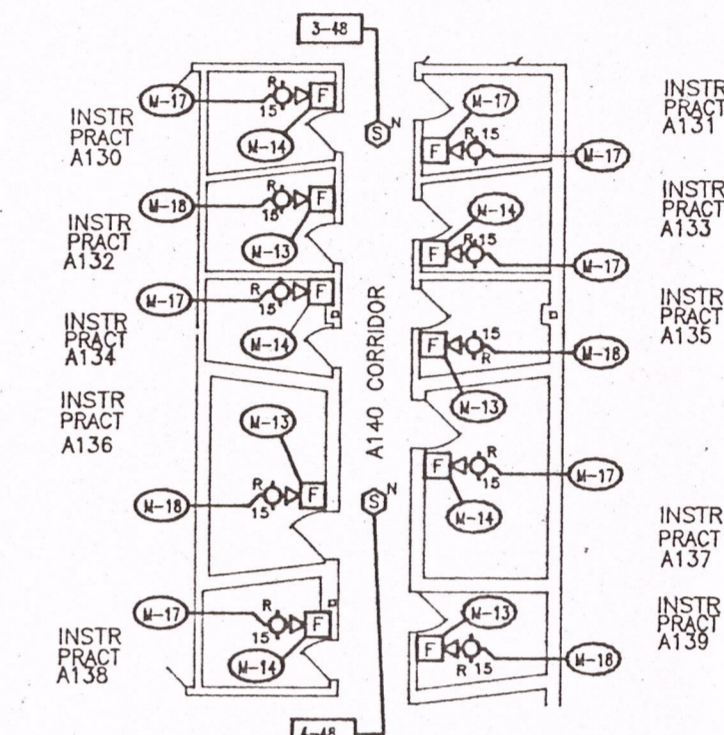 3-48
M-17
R
15
F
M-14
N
S
INSTR
PRACT
A130
M-18
R
15
F
M-13
INSTR
PRACT
A132
M-17
R
15
F
M-14
INSTR
PRACT
A134
INSTR
PRACT
A136
M-13
R
15
F
M-18
M-17
R
15
F
M-14
INSTR
PRACT
A138
A140 CORRIDOR
N
S
4-48
M-17
R 15
F
M-17
INSTR
PRACT
A131
M-14
R 15
F
M-17
INSTR
PRACT
A133
15
R
F
M-18
M-13
INSTR
PRACT
A135
R
15
F
M-17
M-14
INSTR
PRACT
A137
M-13
F
R 15
M-18
INSTR
PRACT
A139